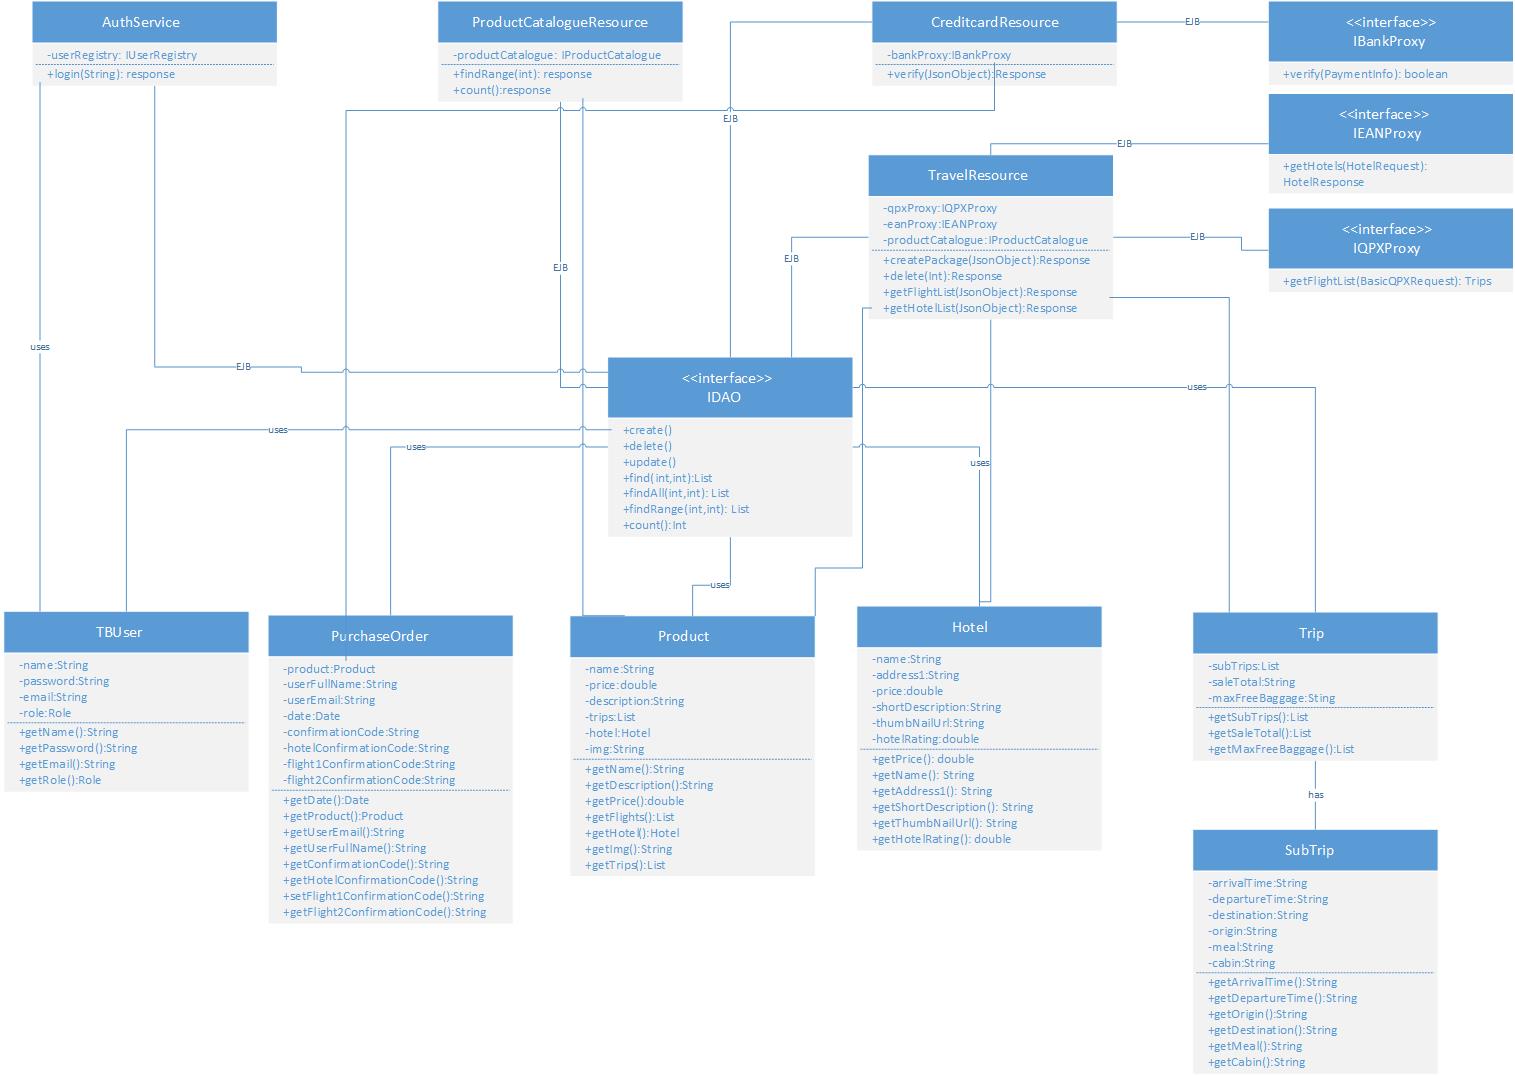 AuthService
-userRegistry: IUserRegistry
+login(String): response
ProductCatalogueResource
-productCatalogue: IProductCatalogue
+findRange(int): response
+count():response
CreditcardResource
-bankProxy:IBankProxy
+verify(JsonObject):Response
EJB
<<interface>>
IBankProxy
+verify(PaymentInfo): boolean
<<interface>>
IEANProxy
+getHotels(HotelRequest):
HotelResponse
EJB
EJB
TravelResource
-qpxProxy:IQPXProxy
-eanProxy:IEANProxy
-productCatalogue:IProductCatalogue
+createPackage(JsonObject):Response
+delete(Int):Response
+getFlightList(JsonObject):Response
+getHotelList(JsonObject):Response
EJB
<<interface>>
IQPXProxy
+getFlightList(BasicQPXRequest): Trips
EJB
EJB
uses
EJB
<<interface>>
IDAO
+create()
+delete()
+update()
+find(int,int):List
+findAll(int,int): List
+findRange(int,int): List
+count():Int
uses
uses
uses
uses
uses
TBUser
-name:String
-password:String
-email:String
-role:Role
+getName():String
+getPassword():String
+getEmail():String
+getRole():Role
PurchaseOrder
-product:Product
-userFullName:String
-userEmail:String
-date:Date
-confirmationCode:String
-hotelConfirmationCode:String
-flight1ConfirmationCode:String
-flight2ConfirmationCode:String
+getDate():Date
+getProduct():Product
+getUserEmail():String
+getUserFullName():String
+getConfirmationCode():String
+getHotelConfirmationCode():String
+setFlight1ConfirmationCode():String
+getFlight2ConfirmationCode():String
Product
-name:String
-price:double
-description:String
-trips:List
-hotel:Hotel
-img:String
+getName():String
+getDescription():String
+getPrice():double
+getFlights():List
+getHotel():Hotel
+getImg():String
+getTrips():List
Hotel
-name:String
-address1:String
-price:double
-shortDescription:String
-thumbNailUrl:String
-hotelRating:double
+getPrice(): double
+getName(): String
+getAddress1(): String
+getShortDescription(): String
+getThumbNailUrl(): String
+getHotelRating(): double
Trip
-subTrips:List
-saleTotal:String
-maxFreeBaggage:Sting
+getSubTrips():List
+getSaleTotal():List
+getMaxFreeBaggage():List
has
SubTrip
-arrivalTime:String
-departureTime:String
-destination:String
-origin:String
-meal:String
-cabin:String
+getArrivalTime():String
+getDepartureTime():String
+getOrigin():String
+getDestination():String
+getMeal():String
+getCabin():String